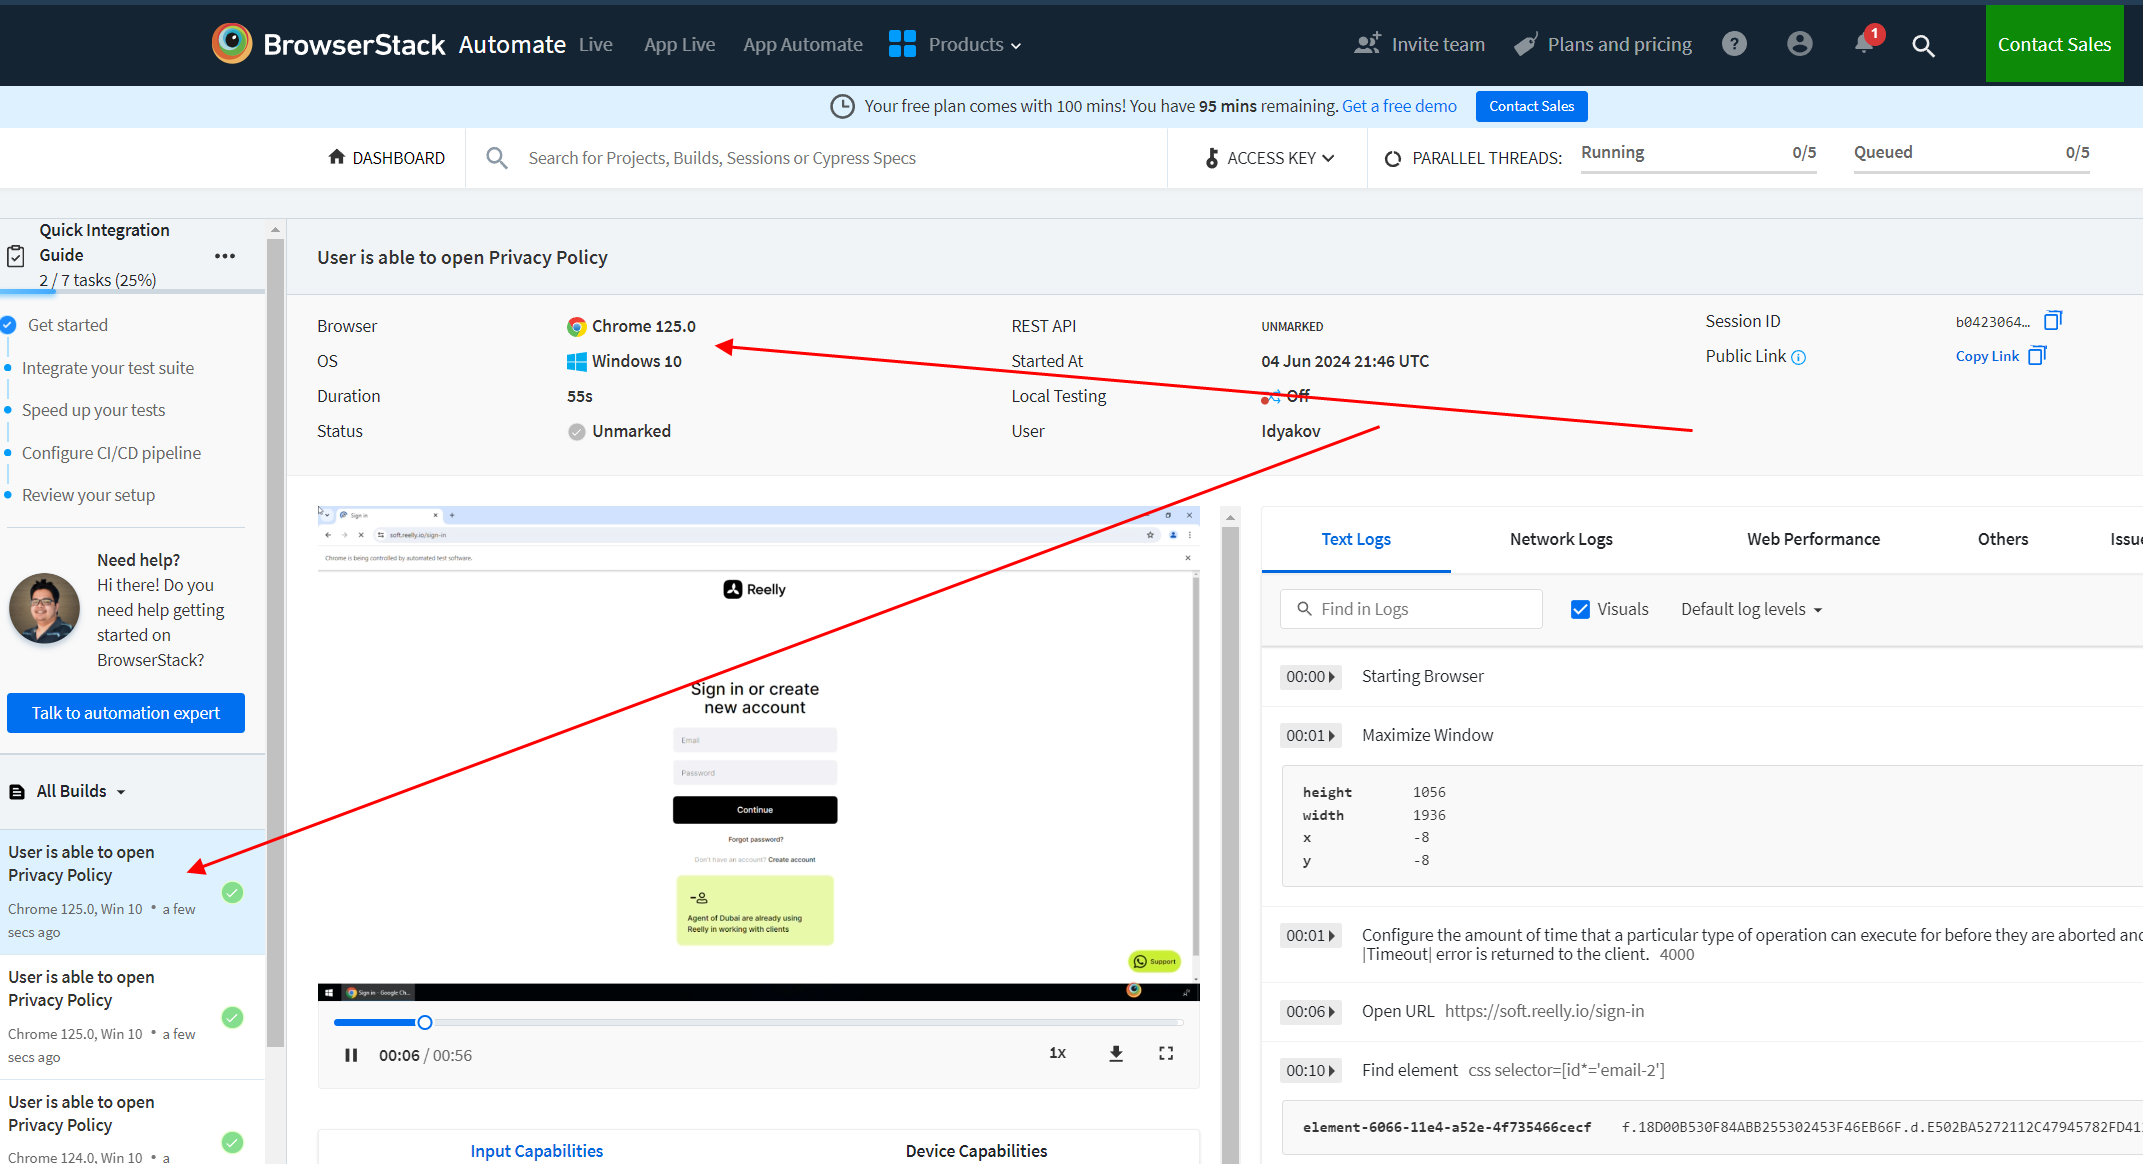 BrowserStack Automate Live App Live App Automate Products Invite team Plans and pricing ? 1 Contact Sales
Your free plan comes with 100 mins! You have 95 mins remaining. Get a free demo Contact Sales
DASHBOARD Search for Projects, Builds, Sessions or Cypress Specs ACCESS KEY PARALLEL THREADS: Running 0/5 Queued 0/5
Quick Integration
Guide
2 / 7 tasks (25%)
Get started
Integrate your test suite
Speed up your tests
Configure CI/CD pipeline
Review your setup
Need help?
Hi there! Do you
need help getting
started on
BrowserStack?
Talk to automation expert
All Builds
User is able to open
Privacy Policy
Chrome 125.0, Win 10 • a few
secs ago
User is able to open
Privacy Policy
Chrome 125.0, Win 10 • a few
secs ago
User is able to open
Privacy Policy
Chrome 124.0, Win 10 • a
User is able to open Privacy Policy
Browser Chrome 125.0
OS Windows 10
Duration 55s
Status Unmarked
REST API UNMARKED
Started At 04 Jun 2024 21:46 UTC
Local Testing Off
User Idyakov
Session ID b0423064...
Public Link Copy Link
Sign in
soft.reelly.io/sign-in
Chrome is being controlled by automated test software.
Reelly
Sign in or create
new account
Email
Password
Continue
Forgot password?
Don't have an account? Create account
Agent of Dubai are already using
Reelly in working with clients
Support
Sign in - Google Ch...
00:06 / 00:56 1x
Input Capabilities Device Capabilities
Text Logs Network Logs Web Performance Others Issu
Find in Logs Visuals Default log levels
00:00 Starting Browser
00:01 Maximize Window
height 1056
width 1936
x -8
y -8
00:01 Configure the amount of time that a particular type of operation can execute for before they are aborted and
|Timeout| error is returned to the client. 4000
00:06 Open URL https://soft.reelly.io/sign-in
00:10 Find element css selector=[id*='email-2']
element-6066-11e4-a52e-4f735466cecf f.18D00B530F84ABB255302453F46EB66F.d.E502BA5272112C47945782FD41